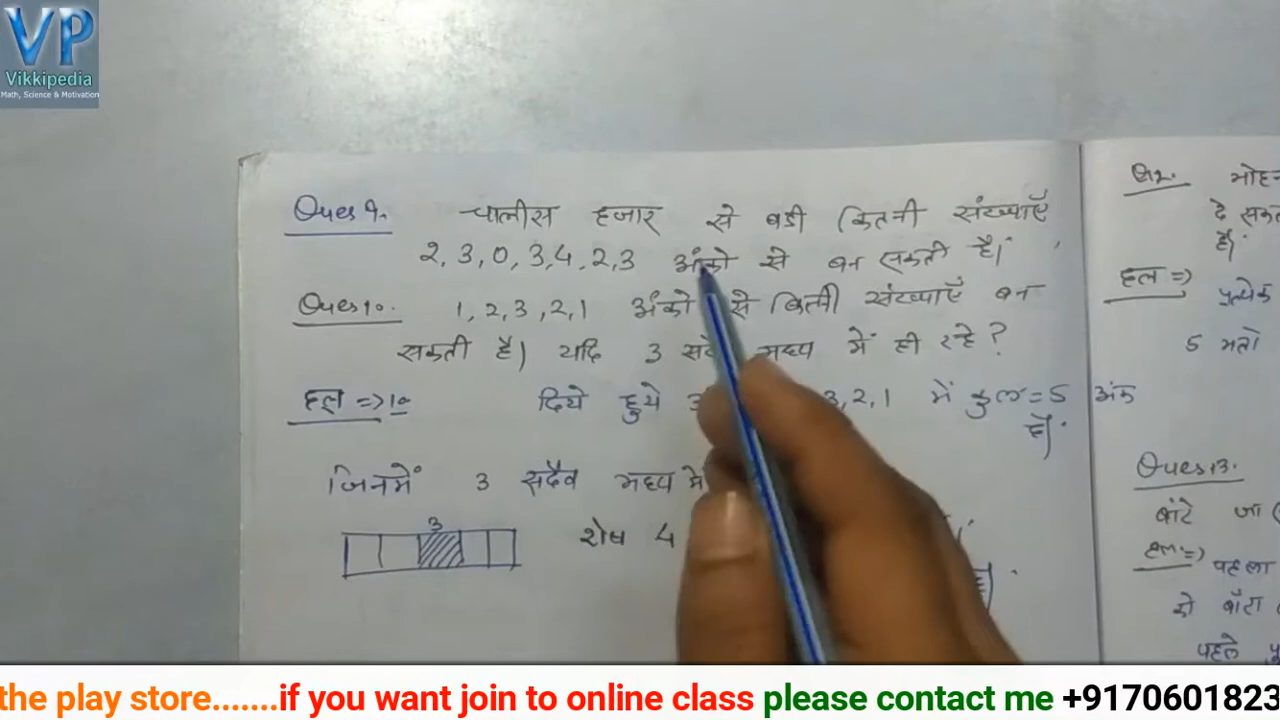 VP
Vikkipedia
Math, Science & Motivation
Ques 9. चालीस हजार से बडी कितनी संख्याएँ
2, 3, 0, 3, 4, 2, 3 अंको से बन सकती है।
Ques 10. 1, 2, 3, 2, 1 अंको से कितनी संख्याएँ बन
सकती है। यदि 3 मध्य में ही रहे ?
हल => 10 दिये हुये 3, 2, 1 में कुल = 5 अंक
है।
जिनमें 3 सदैव मध्य मे
3
शेष 4
है।
Q12.
है।
हल =>
प्रत्येक
5 मतो
Ques 13.
बांटे जा
हल =>
पहला
को बाँटा
पहले
the play store.......if you want join to online class please contact me +9170601823